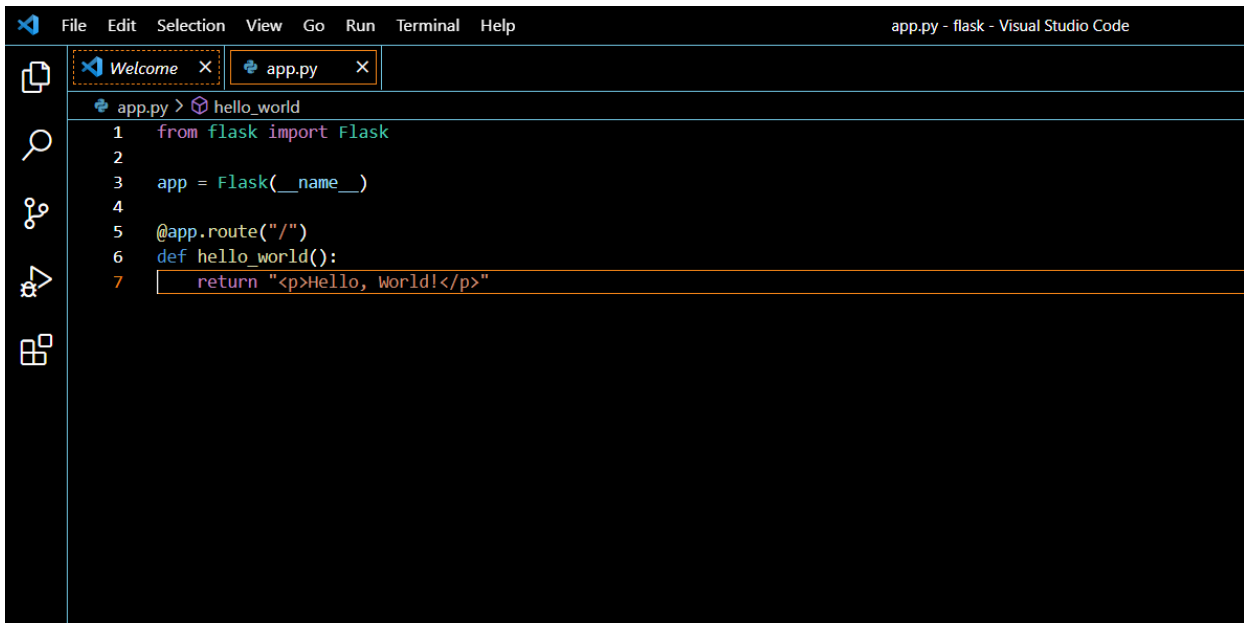 File Edit Selection View Go Run Terminal Help app.py - flask - Visual Studio Code
Welcome app.py
app.py > hello_world
1 from flask import Flask
2
3 app = Flask(__name__)
4
5 @app.route("/")
6 def hello_world():
7     return "<p>Hello, World!</p>"